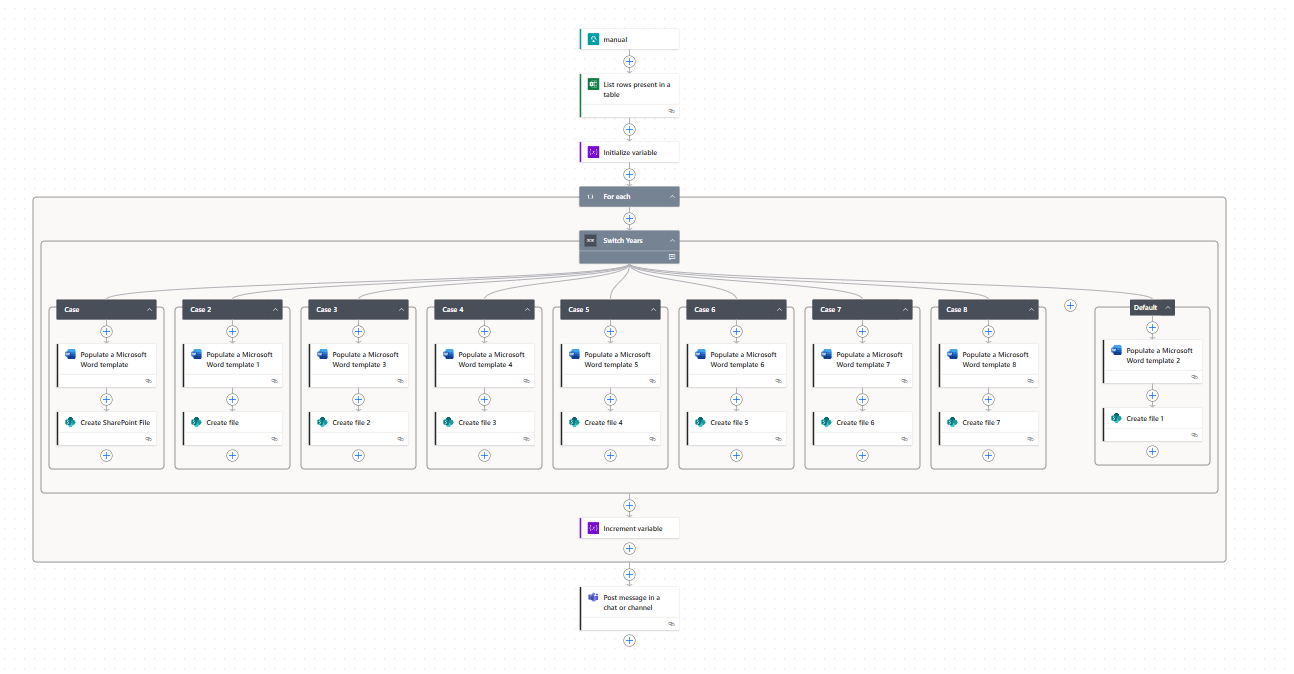 manual
List rows present in a
table
Initialize variable
For each
Switch Years
Case
Case 2
Case 3
Case 4
Case 5
Case 6
Case 7
Case 8
Default
Populate a Microsoft
Word template
Populate a Microsoft
Word template 1
Populate a Microsoft
Word template 3
Populate a Microsoft
Word template 4
Populate a Microsoft
Word template 5
Populate a Microsoft
Word template 6
Populate a Microsoft
Word template 7
Populate a Microsoft
Word template 8
Populate a Microsoft
Word template 2
Create SharePoint File
Create file
Create file 2
Create file 3
Create file 4
Create file 5
Create file 6
Create file 7
Create file 1
Increment variable
Post message in a
chat or channel